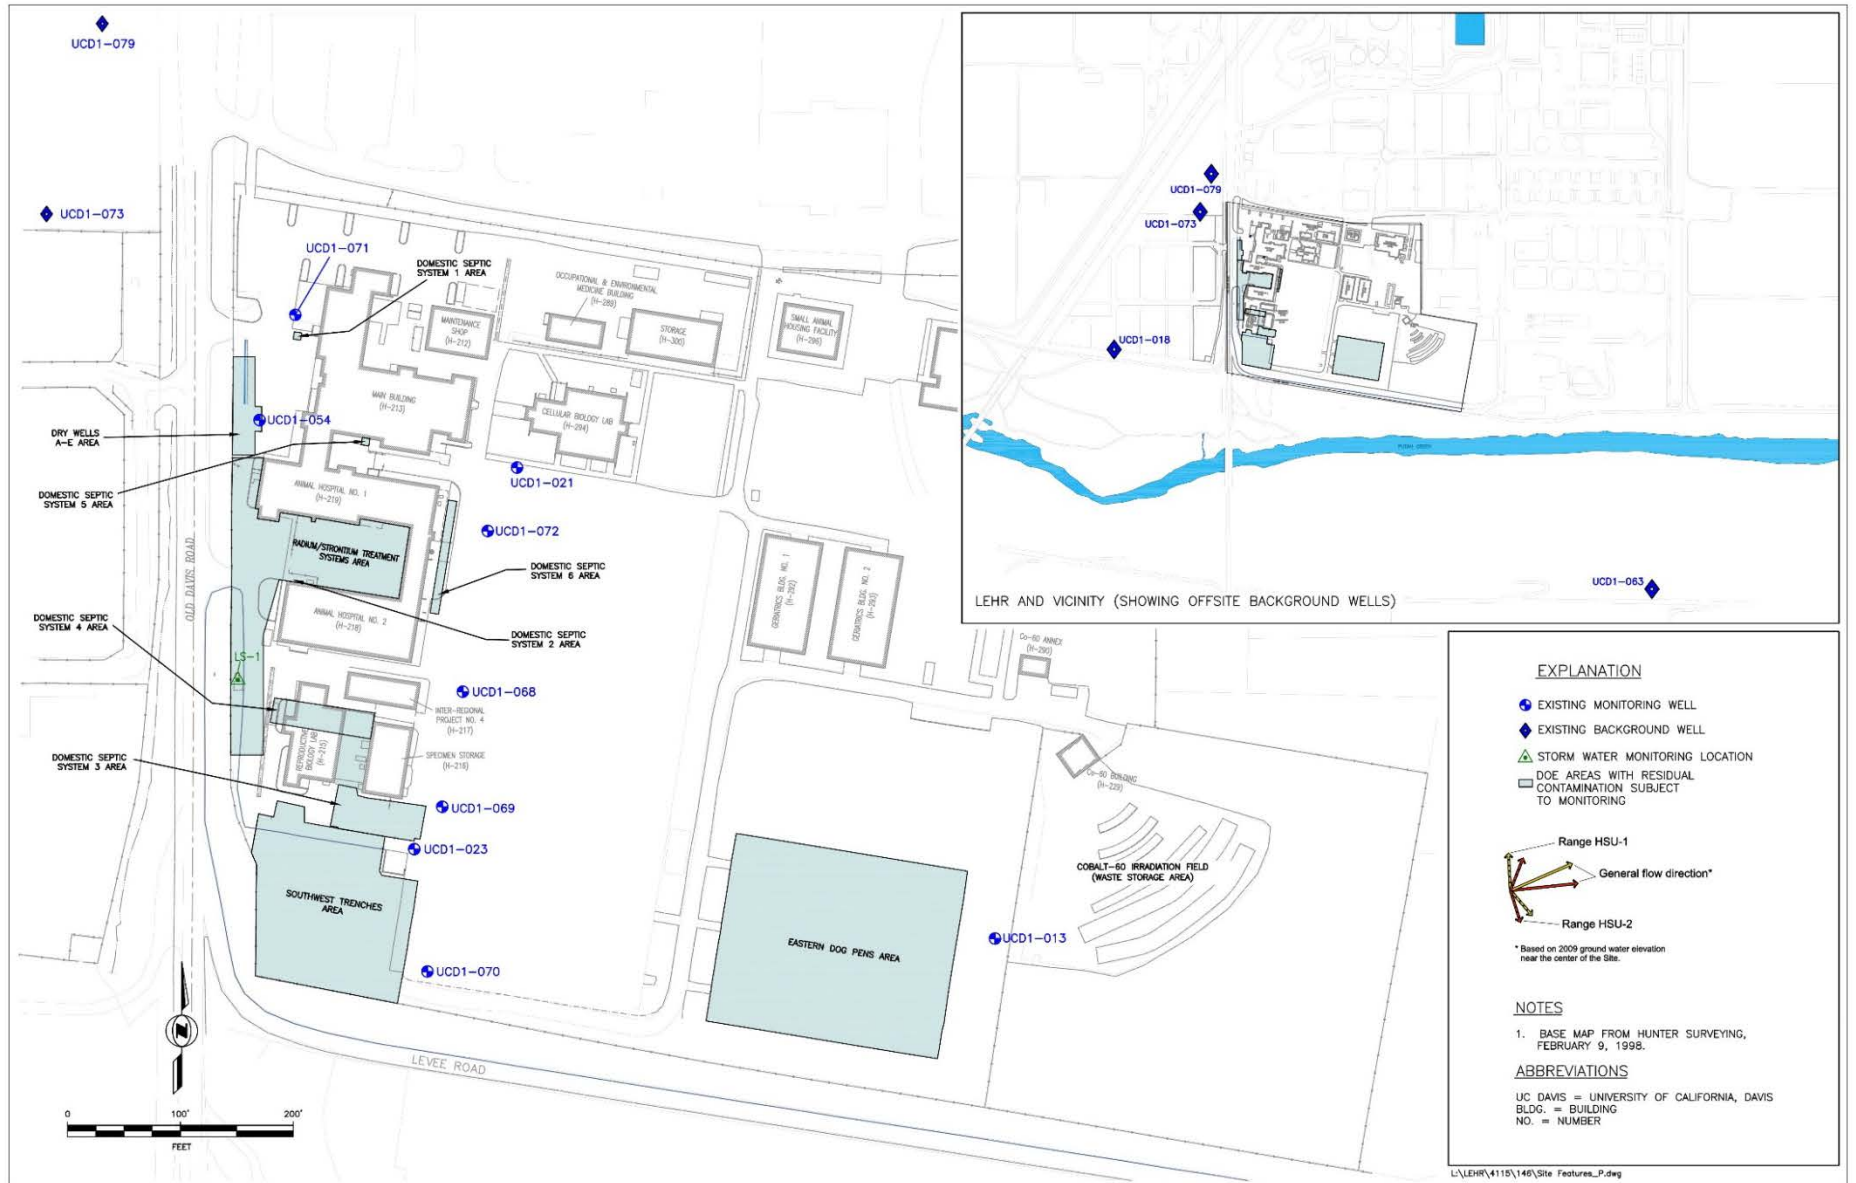 UCD1-079
UCD1-073
UCD1-071
DOMESTIC SEPTIC
SYSTEM 1 AREA
OCCUPATIONAL & ENVIRONMENTAL
MEDICINE BUILDING
(H-289)
MAINTENANCE
SHOP
(H-212)
STORAGE
(H-300)
SMALL ANIMAL
HOUSING FACILITY
(H-296)
MAIN BUILDING
(H-213)
CELLULAR BIOLOGY LAB
(H-294)
UCD1-054
DRY WELLS
A-E AREA
DOMESTIC SEPTIC
SYSTEM 5 AREA
ANIMAL HOSPITAL NO. 1
(H-219)
UCD1-021
UCD1-072
RADIUM/STRONTIUM TREATMENT
SYSTEMS AREA
DOMESTIC SEPTIC
SYSTEM 6 AREA
OLD DAVIS ROAD
ANIMAL HOSPITAL NO. 2
(H-218)
DOMESTIC SEPTIC
SYSTEM 2 AREA
GERIATRICS BLDG. NO. 1
(H-292)
GERIATRICS BLDG. NO. 2
(H-293)
DOMESTIC SEPTIC
SYSTEM 4 AREA
LS-1
UCD1-068
INTER-REGIONAL
PROJECT NO. 4
(H-217)
REPRODUCTIVE
BIOLOGY LAB
(H-215)
SPECIMEN STORAGE
(H-216)
DOMESTIC SEPTIC
SYSTEM 3 AREA
UCD1-069
UCD1-023
SOUTHWEST TRENCHES
AREA
UCD1-070
Co-60 ANNEX
(H-290)
Co-60 BUILDING
(H-229)
COBALT-60 IRRADIATION FIELD
(WASTE STORAGE AREA)
EASTERN DOG PENS AREA
UCD1-013
LEVEE ROAD
0 100' 200'
FEET
UCD1-079
UCD1-073
UCD1-018
PUTAH CREEK
UCD1-063
LEHR AND VICINITY (SHOWING OFFSITE BACKGROUND WELLS)
EXPLANATION
EXISTING MONITORING WELL
EXISTING BACKGROUND WELL
STORM WATER MONITORING LOCATION
DOE AREAS WITH RESIDUAL
CONTAMINATION SUBJECT
TO MONITORING
Range HSU-1
General flow direction*
Range HSU-2
* Based on 2009 ground water elevation
near the center of the Site.
NOTES
1. BASE MAP FROM HUNTER SURVEYING,
FEBRUARY 9, 1998.
ABBREVIATIONS
UC DAVIS = UNIVERSITY OF CALIFORNIA, DAVIS
BLDG. = BUILDING
NO. = NUMBER
L:\LEHR\4115\146\Site Features_P.dwg